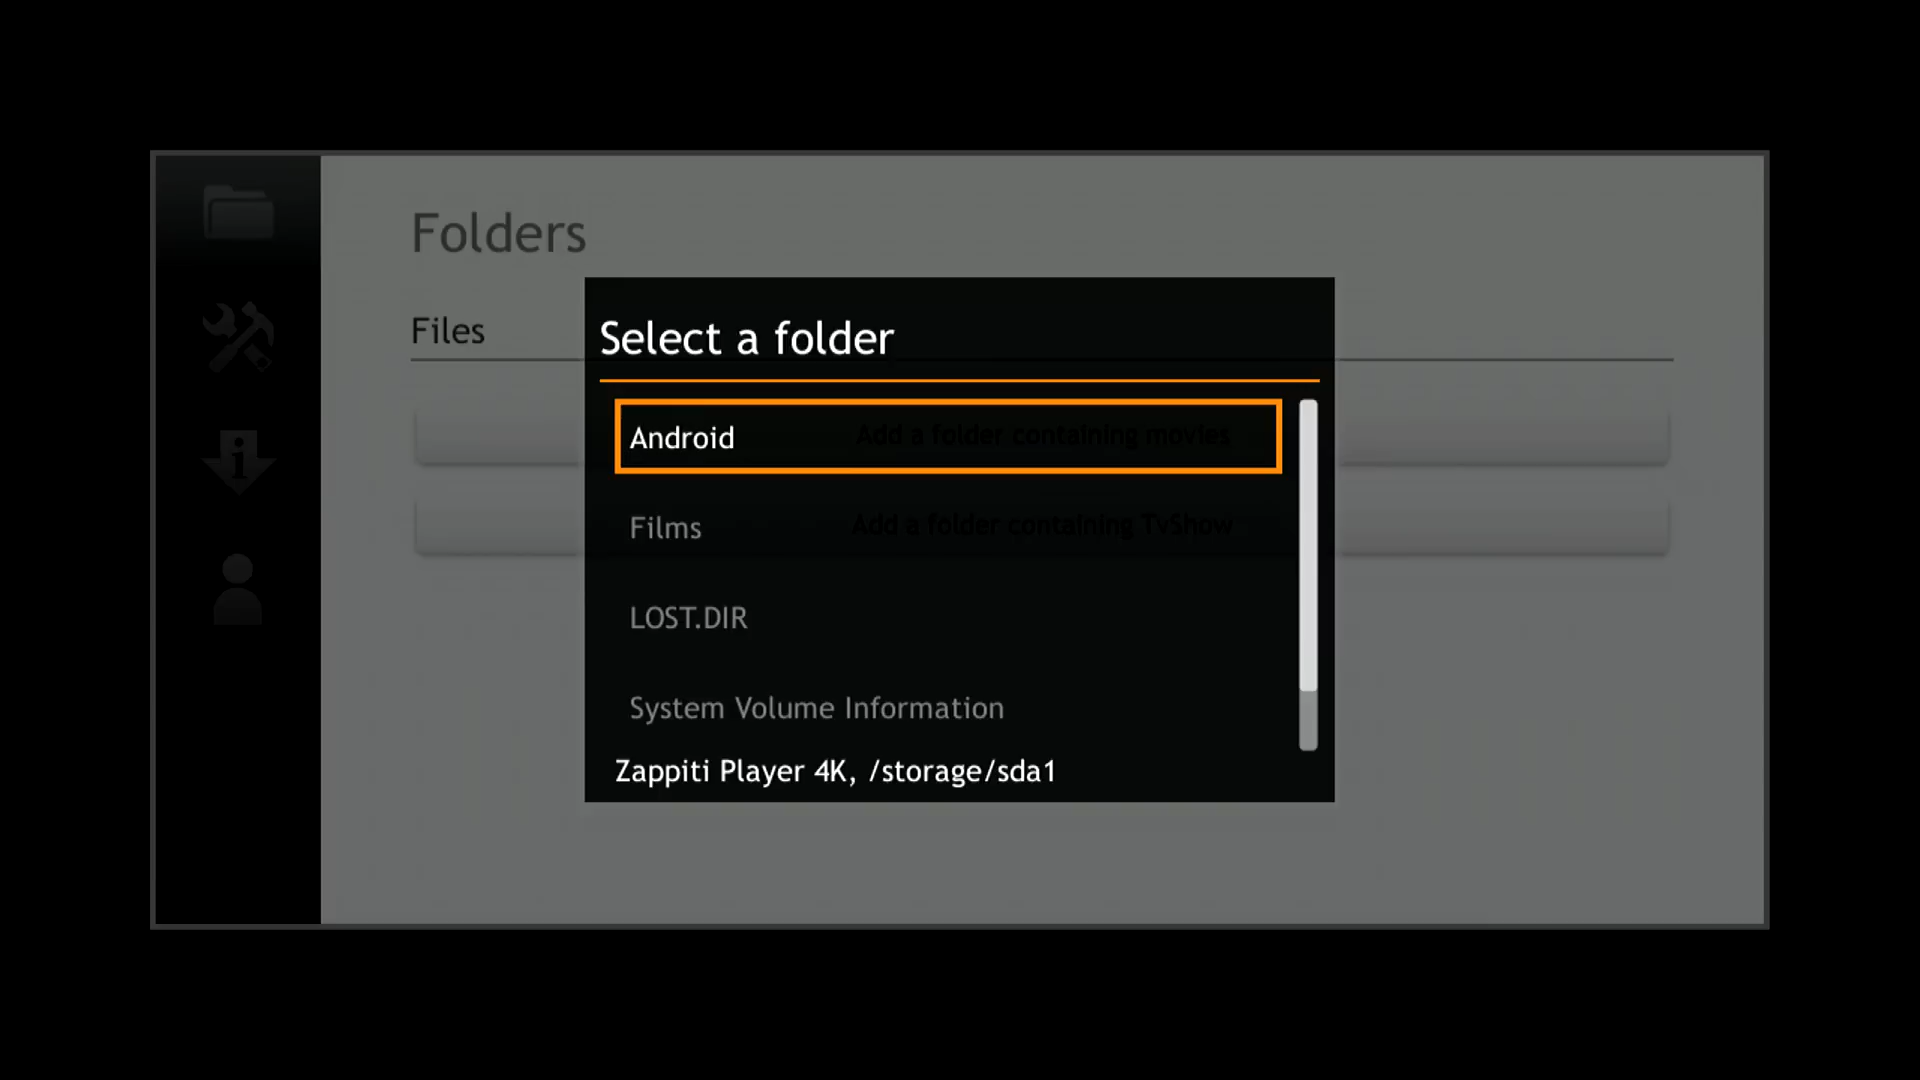 Folders
Files
Select a folder
Android
Add a folder containing movies
Films
Add a folder containing TvShow
LOST.DIR
System Volume Information
Zappiti Player 4K, /storage/sda1